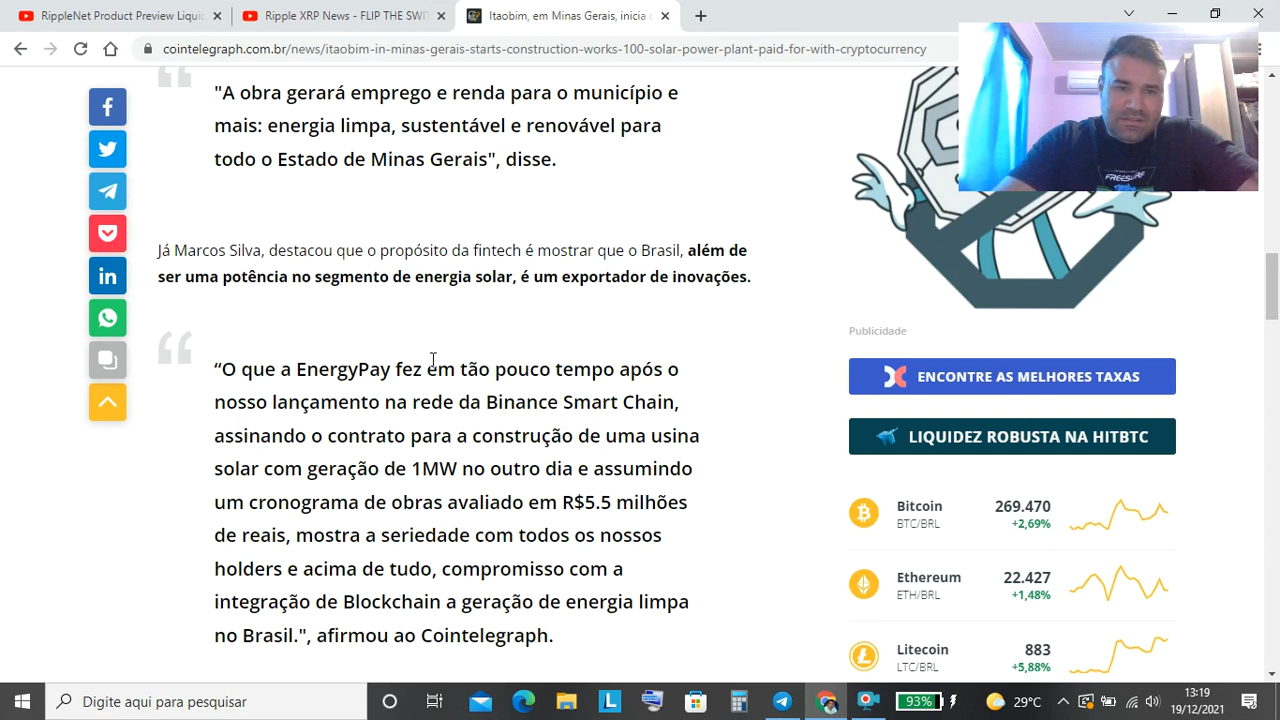 RippleNet Product Preview Liquic
Ripple XRP News - FLIP THE SWIT
Itaobim, em Minas Gerais, inicia c
cointelegraph.com.br/news/itaobim-in-minas-gerais-starts-construction-works-100-solar-power-plant-paid-for-with-cryptocurrency
"A obra gerará emprego e renda para o município e
mais: energia limpa, sustentável e renovável para
todo o Estado de Minas Gerais", disse.
Já Marcos Silva, destacou que o propósito da fintech é mostrar que o Brasil, além de
ser uma potência no segmento de energia solar, é um exportador de inovações.
“O que a EnergyPay fez em tão pouco tempo após o
nosso lançamento na rede da Binance Smart Chain,
assinando o contrato para a construção de uma usina
solar com geração de 1MW no outro dia e assumindo
um cronograma de obras avaliado em R$5.5 milhões
de reais, mostra a seriedade com todos os nossos
holders e acima de tudo, compromisso com a
integração de Blockchain a geração de energia limpa
no Brasil.", afirmou ao Cointelegraph.
FREESURF
Publicidade
ENCONTRE AS MELHORES TAXAS
LIQUIDEZ ROBUSTA NA HITBTC
Bitcoin 269.470
BTC/BRL +2,69%
Ethereum 22.427
ETH/BRL +1,48%
Litecoin 883
LTC/BRL +5,88%
Digite aqui para pesquisar
93%
29°C
13:19
19/12/2021